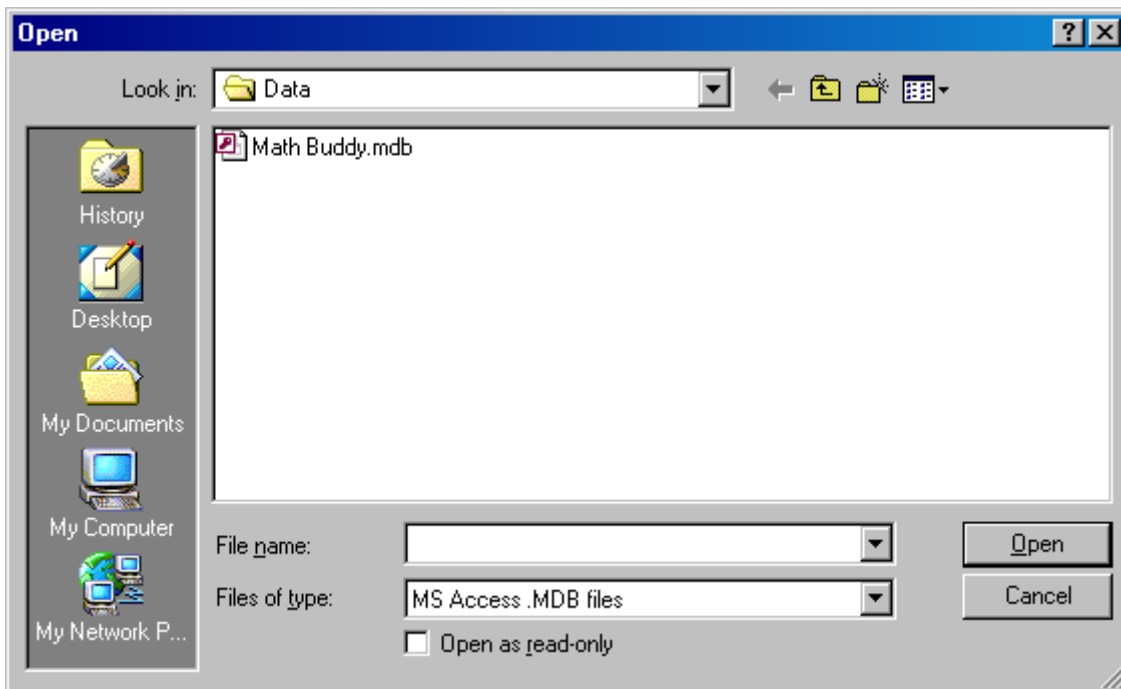 Open
Look in: Data
Math Buddy.mdb
History
Desktop
My Documents
My Computer
My Network P...
File name:
Open
Files of type: MS Access .MDB files
Cancel
Open as read-only